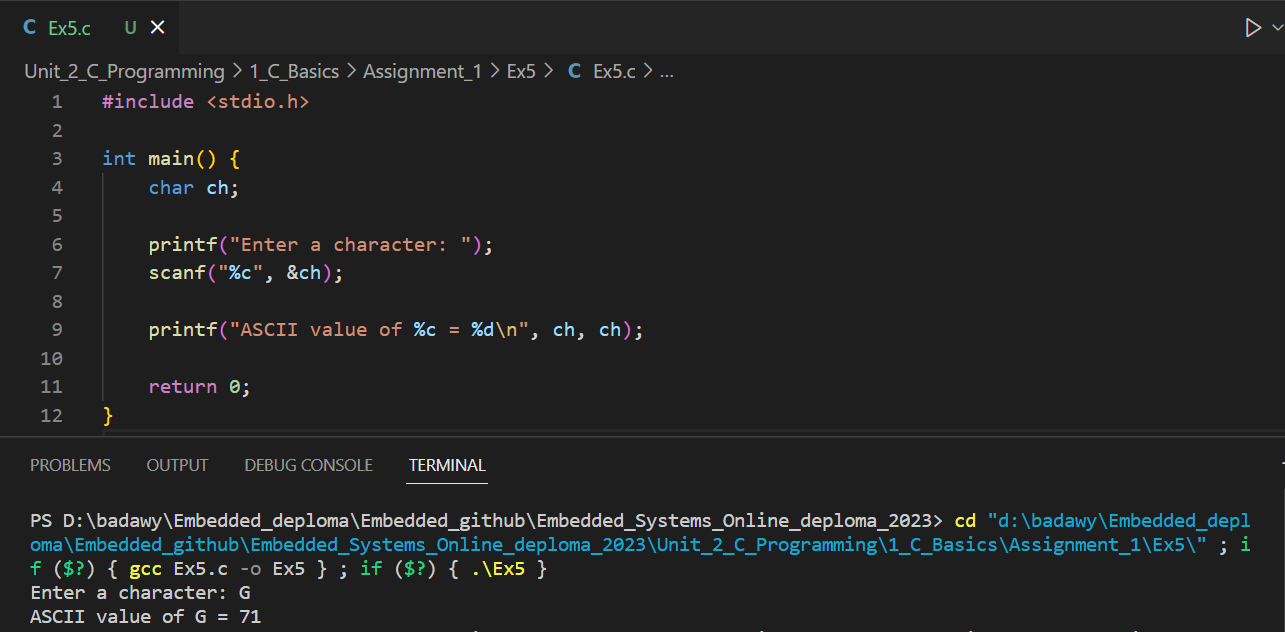 C Ex5.c U
Unit_2_C_Programming > 1_C_Basics > Assignment_1 > Ex5 > C Ex5.c > ...
1 #include <stdio.h>
2
3 int main() {
4     char ch;
5
6     printf("Enter a character: ");
7     scanf("%c", &ch);
8
9     printf("ASCII value of %c = %d\n", ch, ch);
10
11     return 0;
12 }
PROBLEMS OUTPUT DEBUG CONSOLE TERMINAL
PS D:\badawy\Embedded_deploma\Embedded_github\Embedded_Systems_Online_deploma_2023> cd "d:\badawy\Embedded_depl
oma\Embedded_github\Embedded_Systems_Online_deploma_2023\Unit_2_C_Programming\1_C_Basics\Assignment_1\Ex5\" ; i
f ($?) { gcc Ex5.c -o Ex5 } ; if ($?) { .\Ex5 }
Enter a character: G
ASCII value of G = 71